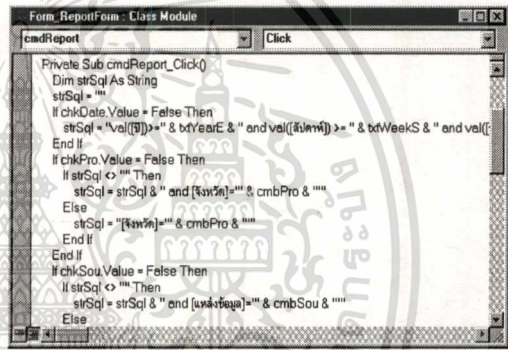 Form_ReportForm : Class Module
cmdReport Click
Private Sub cmdReport_Click()
Dim strSql As String
strSql = ""
If chkDate.Value = False Then
strSql = "val([ปี])>=" & txtYearE & " and val([สัปดาห์]) >= " & txtWeekS & " and val([
End If
If chkPro.Value = False Then
If strSql <> "" Then
strSql = strSql & " and [จังหวัด]='" & cmbPro & "'"
Else
strSql = "[จังหวัด]='" & cmbPro & "'"
End If
End If
If chkSou.Value = False Then
If strSql <> "" Then
strSql = strSql & " and [แหล่งข้อมูล]='" & cmbSou & "'"
Else